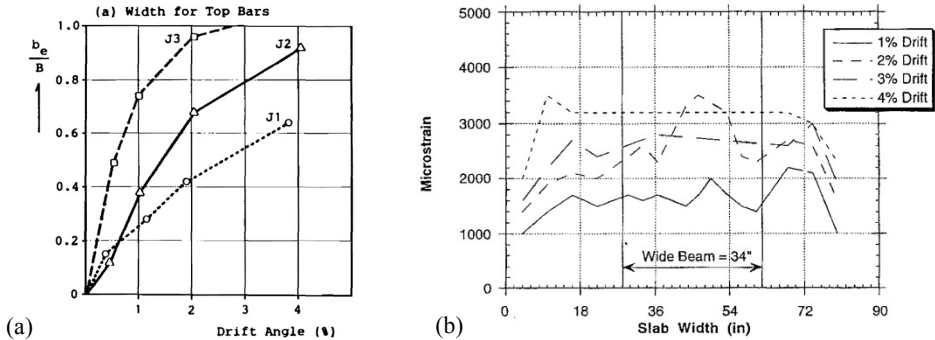 (a) Width for Top Bars
b_e
B
1.0
0.8
0.6
0.4
0.2
0
J3
J2
J1
0 1 2 3 4
Drift Angle (%)
(a)
5000
4000
3000
2000
1000
0
Microstrain
1% Drift
2% Drift
3% Drift
4% Drift
Wide Beam = 34"
0 18 36 54 72 90
Slab Width (in)
(b)